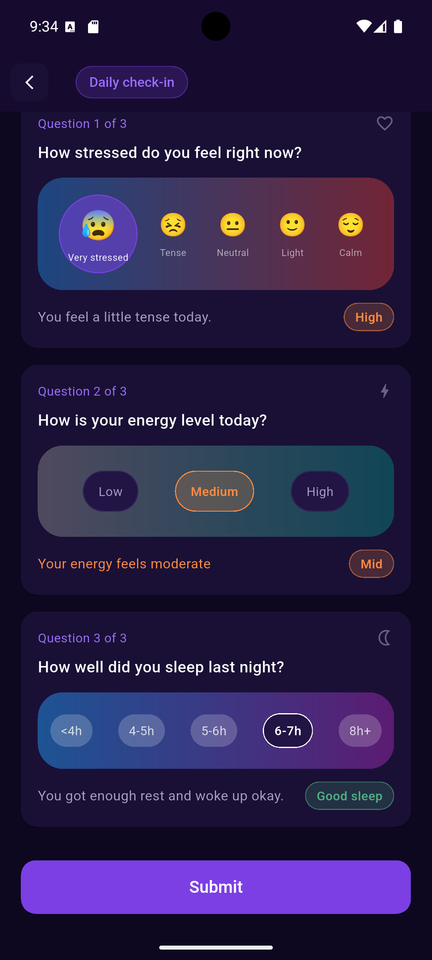 9:34
Daily check-in
Question 1 of 3
How stressed do you feel right now?
Very stressed
Tense
Neutral
Light
Calm
You feel a little tense today.
High
Question 2 of 3
How is your energy level today?
Low
Medium
High
Your energy feels moderate
Mid
Question 3 of 3
How well did you sleep last night?
<4h
4-5h
5-6h
6-7h
8h+
You got enough rest and woke up okay.
Good sleep
Submit